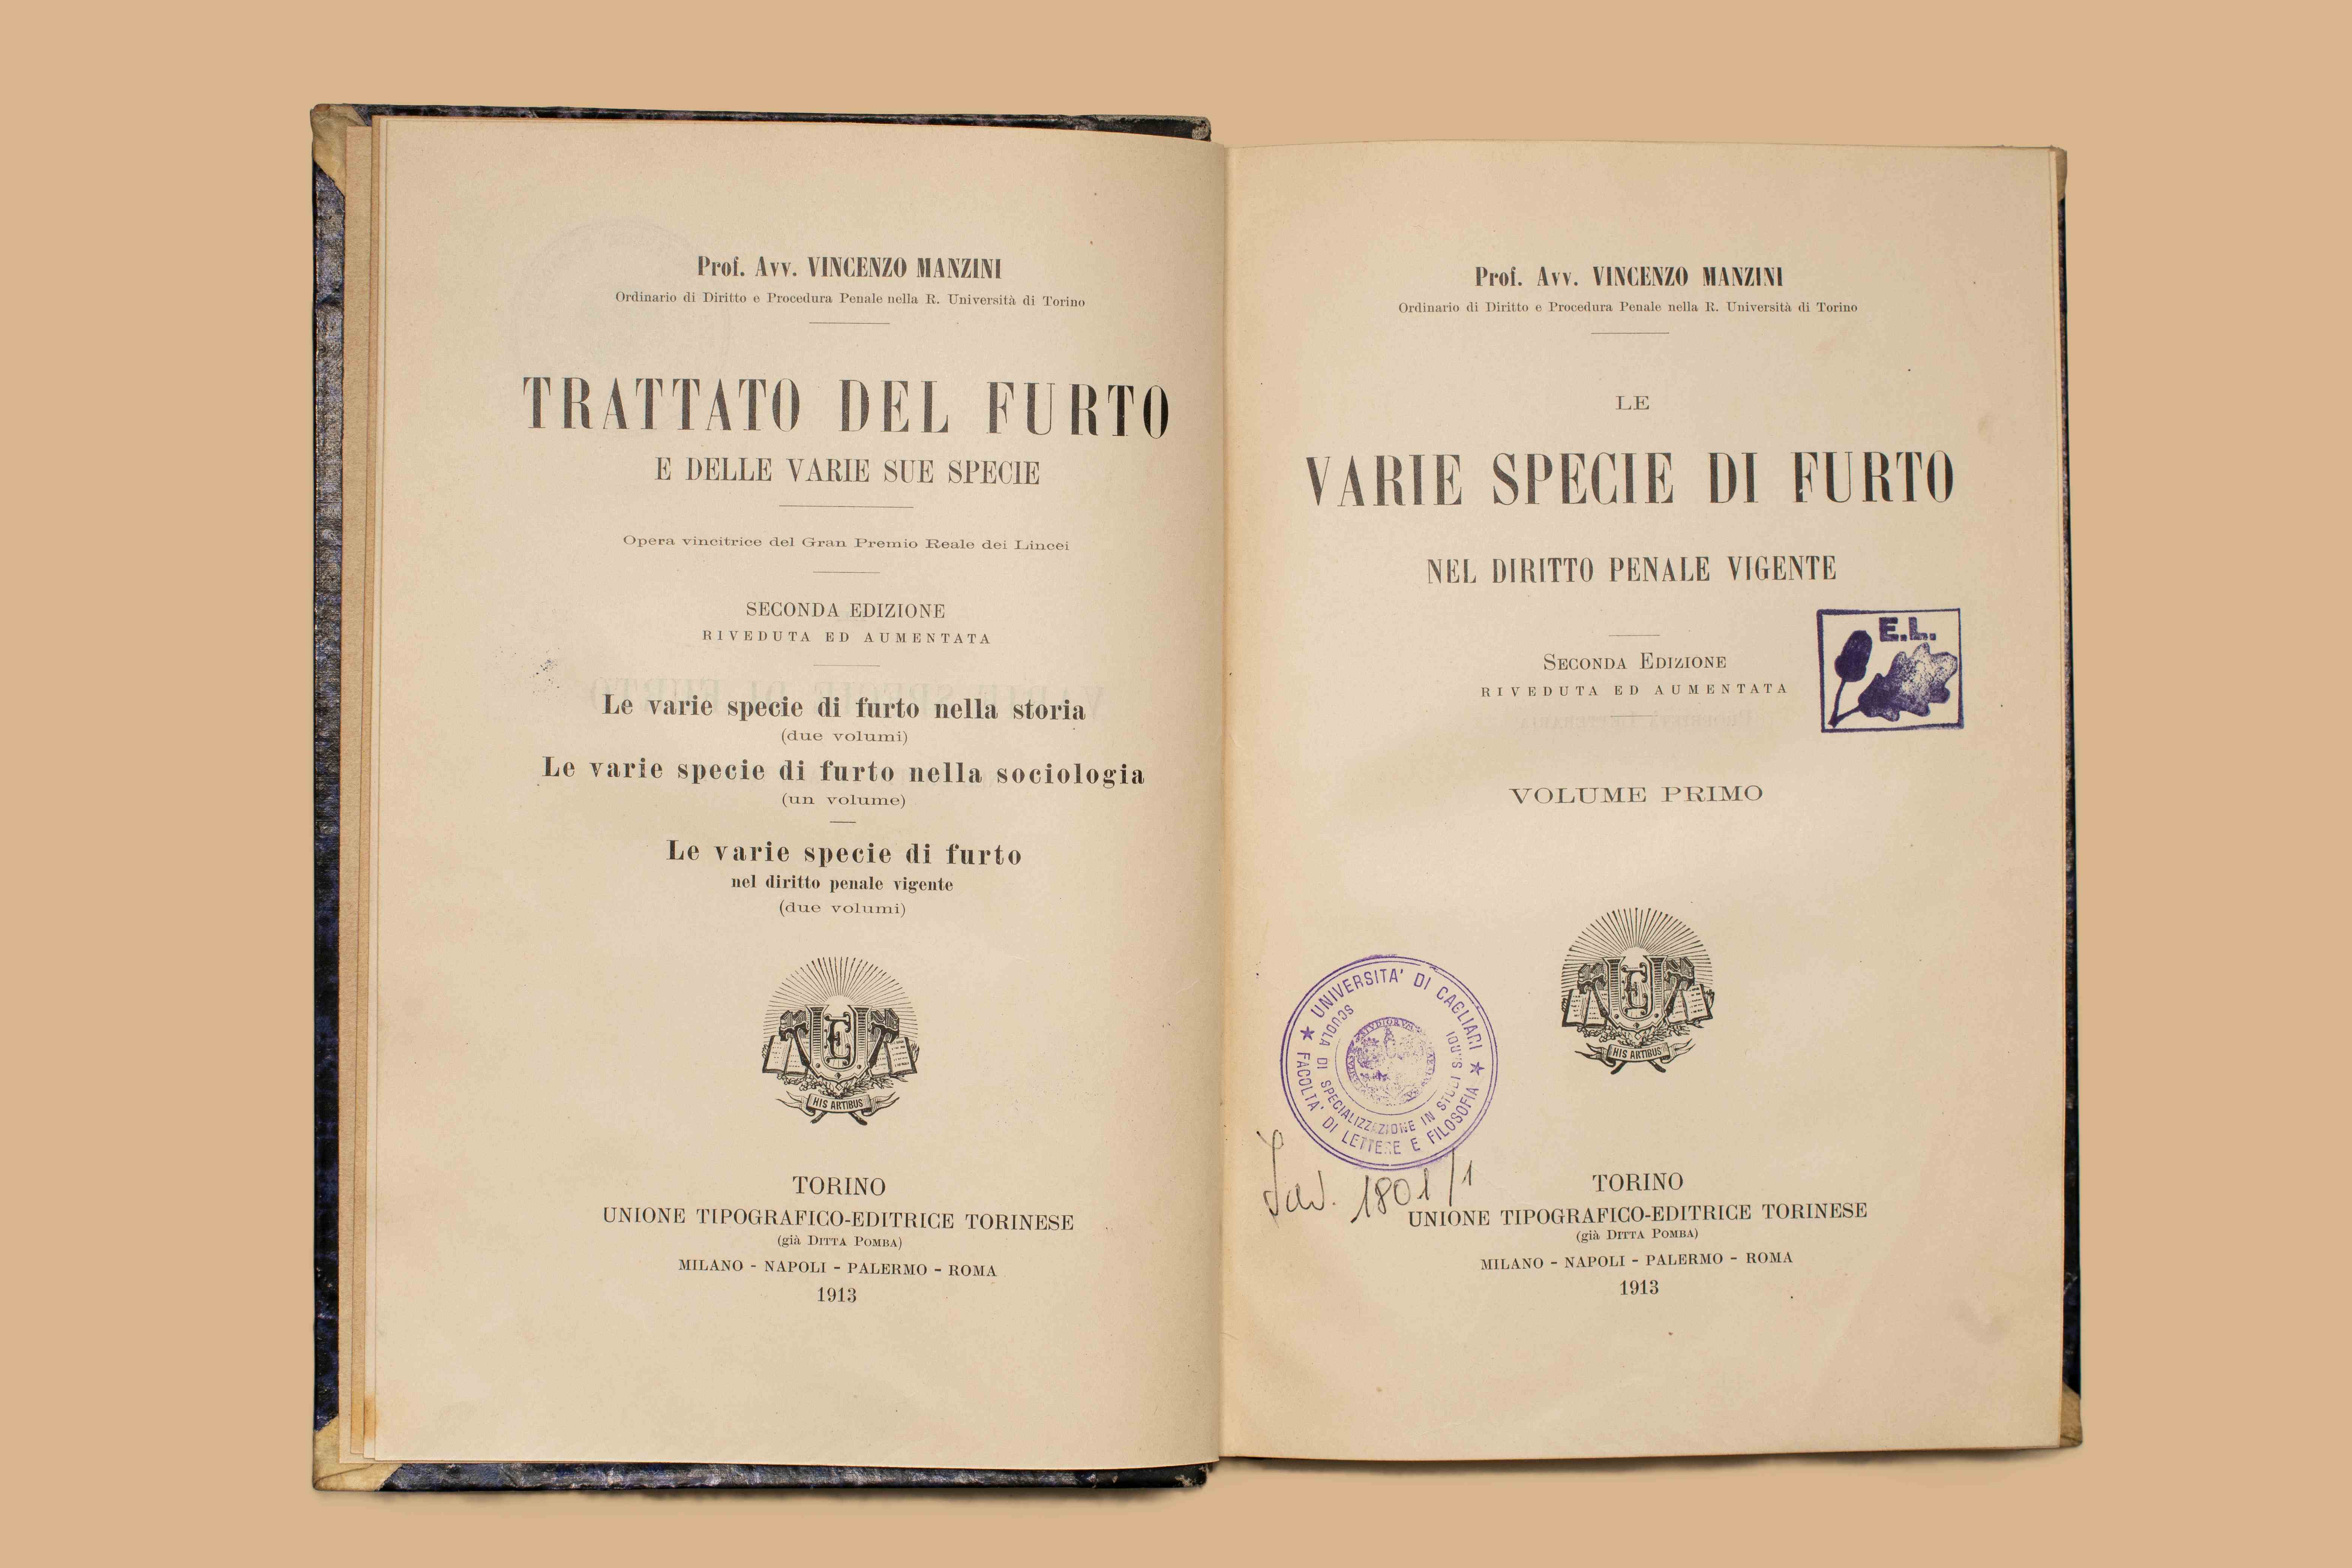 Prof. Avv. VINCENZO MANZINI
Ordinario di Diritto e Procedura Penale nella R. Università di Torino
TRATTATO DEL FURTO
E DELLE VARIE SUE SPECIE
Opera vincitrice del Gran Premio Reale dei Lincei
SECONDA EDIZIONE
RIVEDUTA ED AUMENTATA
Le varie specie di furto nella storia
(due volumi)
Le varie specie di furto nella sociologia
(un volume)
Le varie specie di furto
nel diritto penale vigente
(due volumi)
HIS ARTIBUS
TORINO
UNIONE TIPOGRAFICO-EDITRICE TORINESE
(già DITTA POMBA)
MILANO - NAPOLI - PALERMO - ROMA
1913
Prof. Avv. VINCENZO MANZINI
Ordinario di Diritto e Procedura Penale nella R. Università di Torino
LE
VARIE SPECIE DI FURTO
NEL DIRITTO PENALE VIGENTE
SECONDA EDIZIONE
RIVEDUTA ED AUMENTATA
E.L.
VOLUME PRIMO
HIS ARTIBUS
UNIVERSITA' DI CAGLIARI
FACOLTA' DI LETTERE E FILOSOFIA
SCUOLA DI SPECIALIZZAZIONE IN STUDI SARDI
1801/1
TORINO
UNIONE TIPOGRAFICO-EDITRICE TORINESE
(già DITTA POMBA)
MILANO - NAPOLI - PALERMO - ROMA
1913